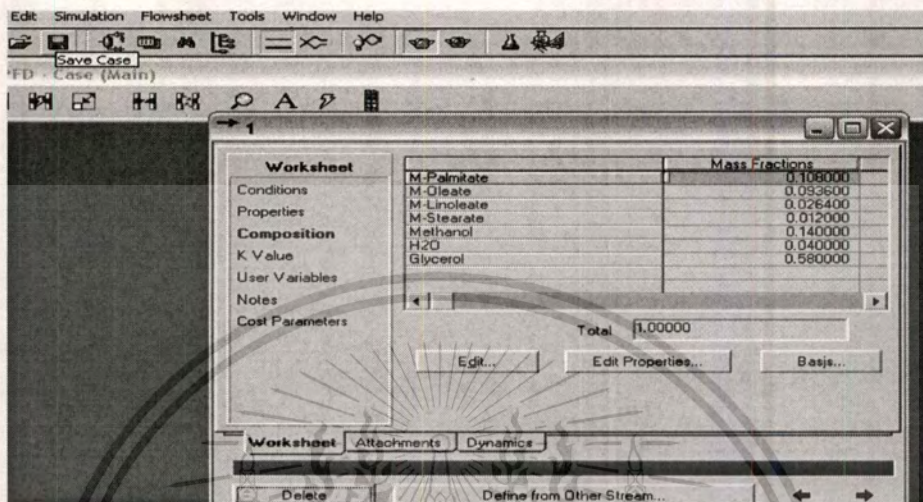 Edit Simulation Flowsheet Tools Window Help
Save Case
PFD - Case (Main)
A
1
Worksheet
Conditions
Properties
Composition
K Value
User Variables
Notes
Cost Parameters
Mass Fractions
M-Palmitate 0.108000
M-Oleate 0.093600
M-Linoleate 0.026400
M-Stearate 0.012000
Methanol 0.140000
H2O 0.040000
Glycerol 0.580000
Total 1.00000
Edit... Edit Properties... Basis...
Worksheet Attachments Dynamics
Delete Define from Other Stream...